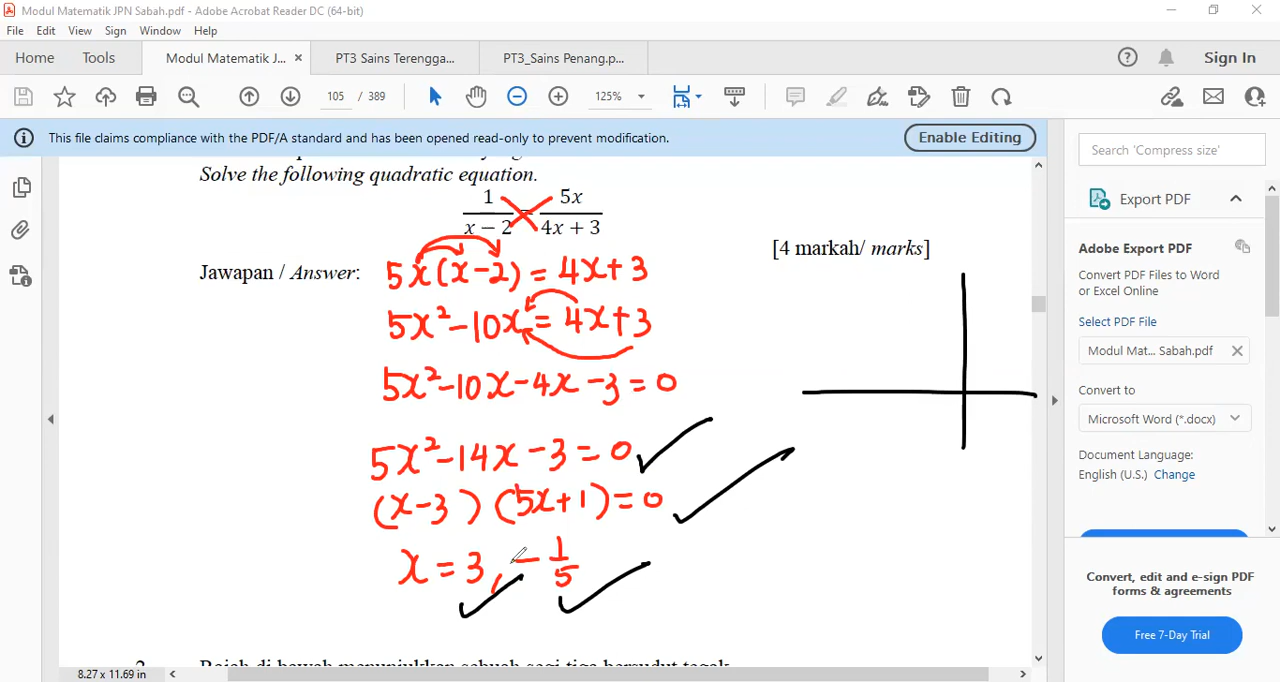 Modul Matematik JPN Sabah.pdf - Adobe Acrobat Reader DC (64-bit)
File Edit View Sign Window Help
Home Tools Modul Matematik J... × PT3 Sains Terengga... PT3_Sains Penang.p... Sign In
105 / 389 125%
This file claims compliance with the PDF/A standard and has been opened read-only to prevent modification. Enable Editing
Solve the following quadratic equation.
1/(x − 2) = 5x/(4x + 3)
[4 markah/ marks]
Jawapan / Answer: 5x(x-2) = 4x+3
5x²-10x = 4x+3
5x²-10x-4x-3=0
5x²-14x-3=0
(x-3)(5x+1)=0
x=3, -1/5
8.27 x 11.69 in
Search 'Compress site'
Export PDF
Adobe Export PDF
Convert PDF Files to Word
or Excel Online
Select PDF File
Modul Mat... Sabah.pdf
Convert to
Microsoft Word (*.docx)
Document Language:
English (U.S.) Change
Convert, edit and e-sign PDF
forms & agreements
Free 7-Day Trial